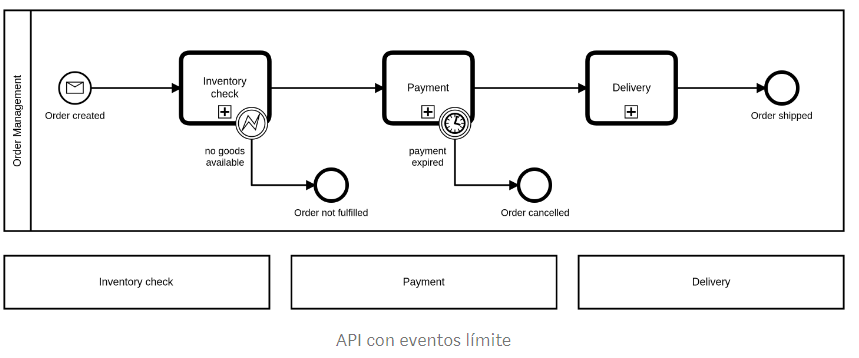 Order Management
Order created
Inventory
check
no goods
available
Order not fulfilled
Payment
payment
expired
Order cancelled
Delivery
Order shipped
Inventory check
Payment
Delivery
API con eventos límite